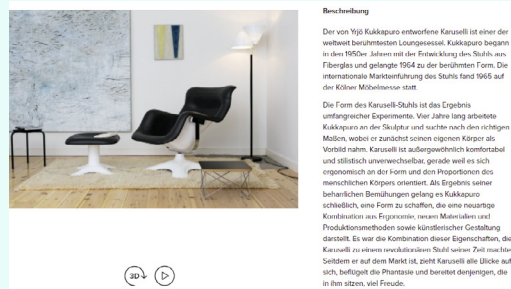 Beschreibung
Der von Yrjö Kukkapuro entworfene Karuselli ist einer der
weltweit berühmtesten Loungesessel. Kukkapuro begann
in den 1950er Jahren mit der Entwicklung des Stuhls aus
Fiberglas und gelangte 1964 zu der berühmten Form. Die
internationale Markteinführung des Stuhls fand 1965 auf
der Kölner Möbelmesse statt.
Die Form des Karuselli-Stuhls ist das Ergebnis
umfangreicher Experimente. Vier Jahre lang arbeitete
Kukkapuro an der Skulptur und suchte nach den richtigen
Maßen, wobei er zunächst seinen eigenen Körper als
Vorbild nahm. Karuselli ist außergewöhnlich komfortabel
und stilistisch unverwechselbar, gerade weil es sich
ergonomisch an der Form und den Proportionen des
menschlichen Körpers orientiert. Als Ergebnis seiner
beharrlichen Bemühungen gelang es Kukkapuro
schließlich, eine Form zu schaffen, die eine neuartige
Kombination aus Ergonomie, neuen Materialien und
Produktionsmethoden sowie künstlerischer Gestaltung
darstellt. Es war die Kombination dieser Eigenschaften, die
Karuselli zu einem revolutionären Stuhl seiner Zeit machte.
Seitdem er auf dem Markt ist, zieht Karuselli alle Blicke auf
sich, beflügelt die Phantasie und bereitet denjenigen, die
in ihm sitzen, viel Freude.
3D